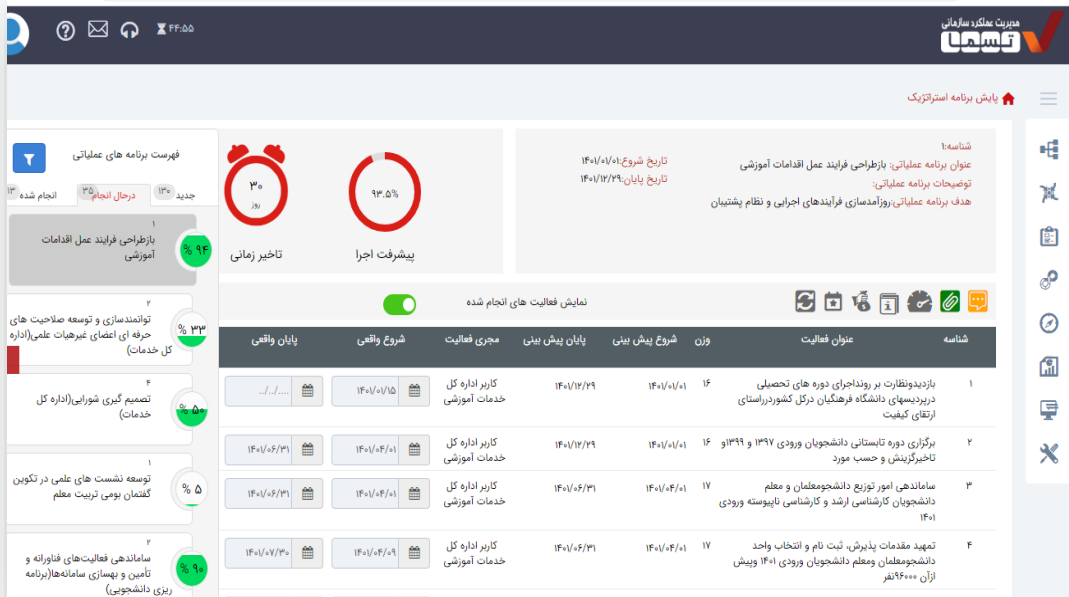 مدیریت عملکرد سازمانی
تسما
۴۴:۵۵
پایش برنامه استراتژیک
شناسه:۱
عنوان برنامه عملیاتی: بازطراحی فرایند عمل اقدامات آموزشی
توضیحات برنامه عملیاتی:
هدف برنامه عملیاتی:روزآمدسازی فرآیندهای اجرایی و نظام پشتیبان
تاریخ شروع:۱۴۰۱/۰۱/۰۱
تاریخ پایان:۱۴۰۱/۱۲/۲۹
۹۳.۵%
پیشرفت اجرا
۳۰
روز
تاخیر زمانی
نمایش فعالیت های انجام شده
شناسه عنوان فعالیت وزن شروع پیش بینی پایان پیش بینی مجری فعالیت شروع واقعی پایان واقعی
۱ بازدیدونظارت بر رونداجرای دوره های تحصیلی ۱۶ ۱۴۰۱/۰۱/۰۱ ۱۴۰۱/۱۲/۲۹ کاربر اداره کل ۱۴۰۱/۰۱/۱۵ ../../....
درپردیسهای دانشگاه فرهنگیان درکل کشوردرراستای خدمات آموزشی
ارتقای کیفیت
۲ برگزاری دوره تابستانی دانشجویان ورودی ۱۳۹۷ و ۱۳۹۹و ۱۶ ۱۴۰۱/۰۱/۰۱ ۱۴۰۱/۱۲/۲۹ کاربر اداره کل ۱۴۰۱/۰۴/۰۱ ۱۴۰۱/۰۶/۳۱
تاخیرگزینش و حسب مورد خدمات آموزشی
۳ ساماندهی امور توزیع دانشجومعلمان و معلم ۱۷ ۱۴۰۱/۰۴/۰۱ ۱۴۰۱/۰۶/۳۱ کاربر اداره کل ۱۴۰۱/۰۴/۰۱ ۱۴۰۱/۰۶/۳۱
دانشجویان کارشناسی ارشد و کارشناسی ناپیوسته ورودی خدمات آموزشی
۱۴۰۱
۴ تمهید مقدمات پذیرش، ثبت نام و انتخاب واحد ۱۷ ۱۴۰۱/۰۴/۰۱ ۱۴۰۱/۰۶/۳۱ کاربر اداره کل ۱۴۰۱/۰۴/۰۹ ۱۴۰۱/۰۷/۳۰
دانشجومعلمان ومعلم دانشجویان ورودی ۱۴۰۱ وپیش خدمات آموزشی
ازآن ۹۶۰۰۰نفر
فهرست برنامه های عملیاتی
جدید ۱۳۰ درحال انجام ۳۵ انجام شده ۱۳
۱
بازطراحی فرایند عمل اقدامات
آموزشی
۹۴ %
۲
توانمندسازی و توسعه صلاحیت های
حرفه ای اعضای غیرهیات علمی(اداره
کل خدمات)
۳۳ %
۴
تصمیم گیری شورایی(اداره کل
خدمات)
۵۰ %
۱
توسعه نشست های علمی در تکوین
گفتمان بومی تربیت معلم
۵ %
۲
ساماندهی فعالیت‌های فناورانه و
تأمین و بهسازی سامانه‌ها(برنامه
ریزی دانشجویی)
۹۰ %